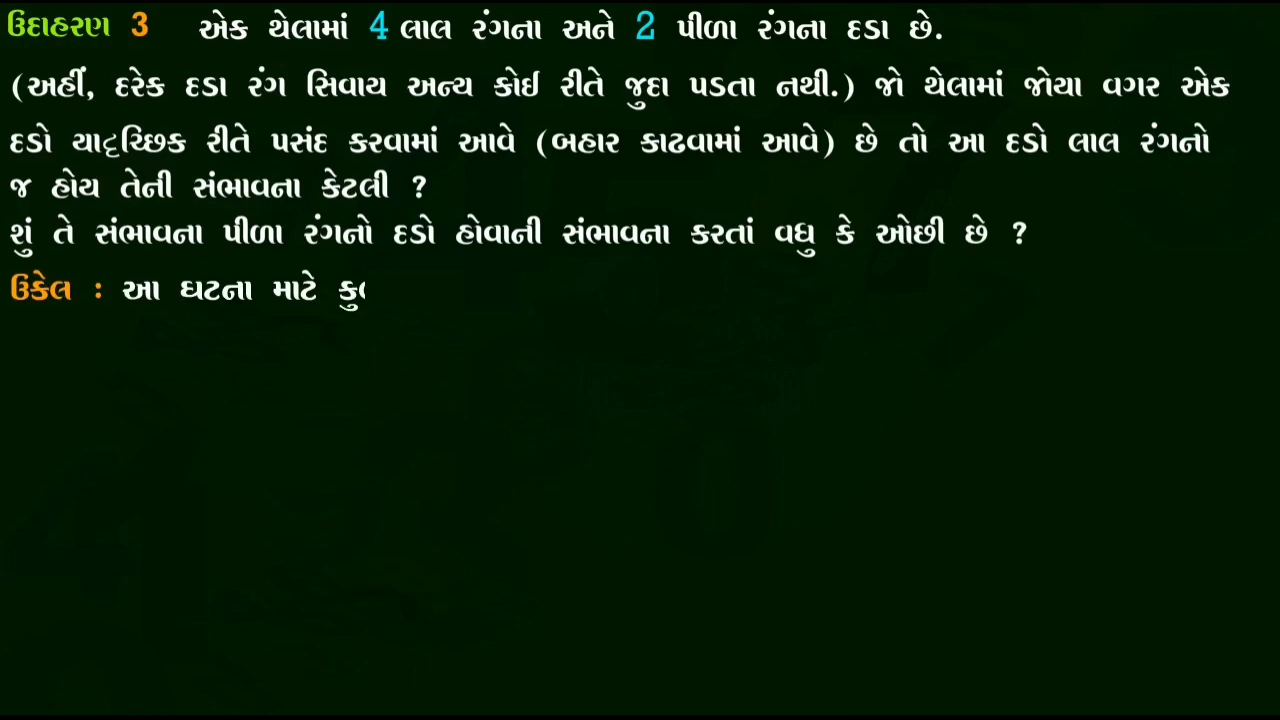 ઉદાહરણ 3 એક થેલામાં 4 લાલ રંગના અને 2 પીળા રંગના દડા છે.
(અહીં, દરેક દડા રંગ સિવાય અન્ય કોઈ રીતે જુદા પડતા નથી.) જો થેલામાં જોયા વગર એક
દડો યાદૃચ્છિક રીતે પસંદ કરવામાં આવે (બહાર કાઢવામાં આવે) છે તો આ દડો લાલ રંગનો
જ હોય તેની સંભાવના કેટલી ?
શું તે સંભાવના પીળા રંગનો દડો હોવાની સંભાવના કરતાં વધુ કે ઓછી છે ?
ઉકેલ : આ ઘટના માટે